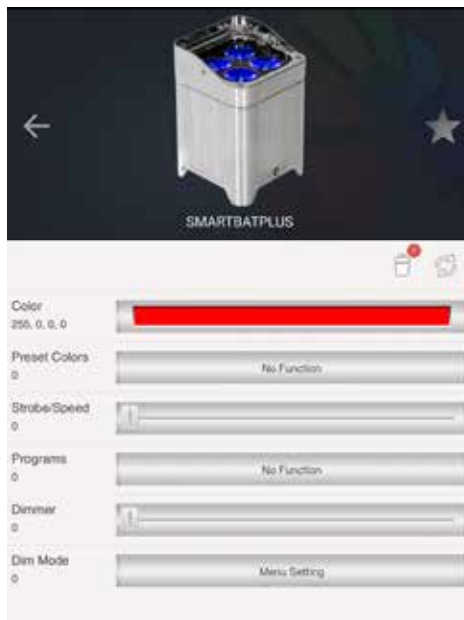 SMARTBATPLUS
Color
255, 0, 0, 0
Preset Colors
0
No Function
Strobe/Speed
0
Programs
0
No Function
Dimmer
0
Dim Mode
0
Menu Setting